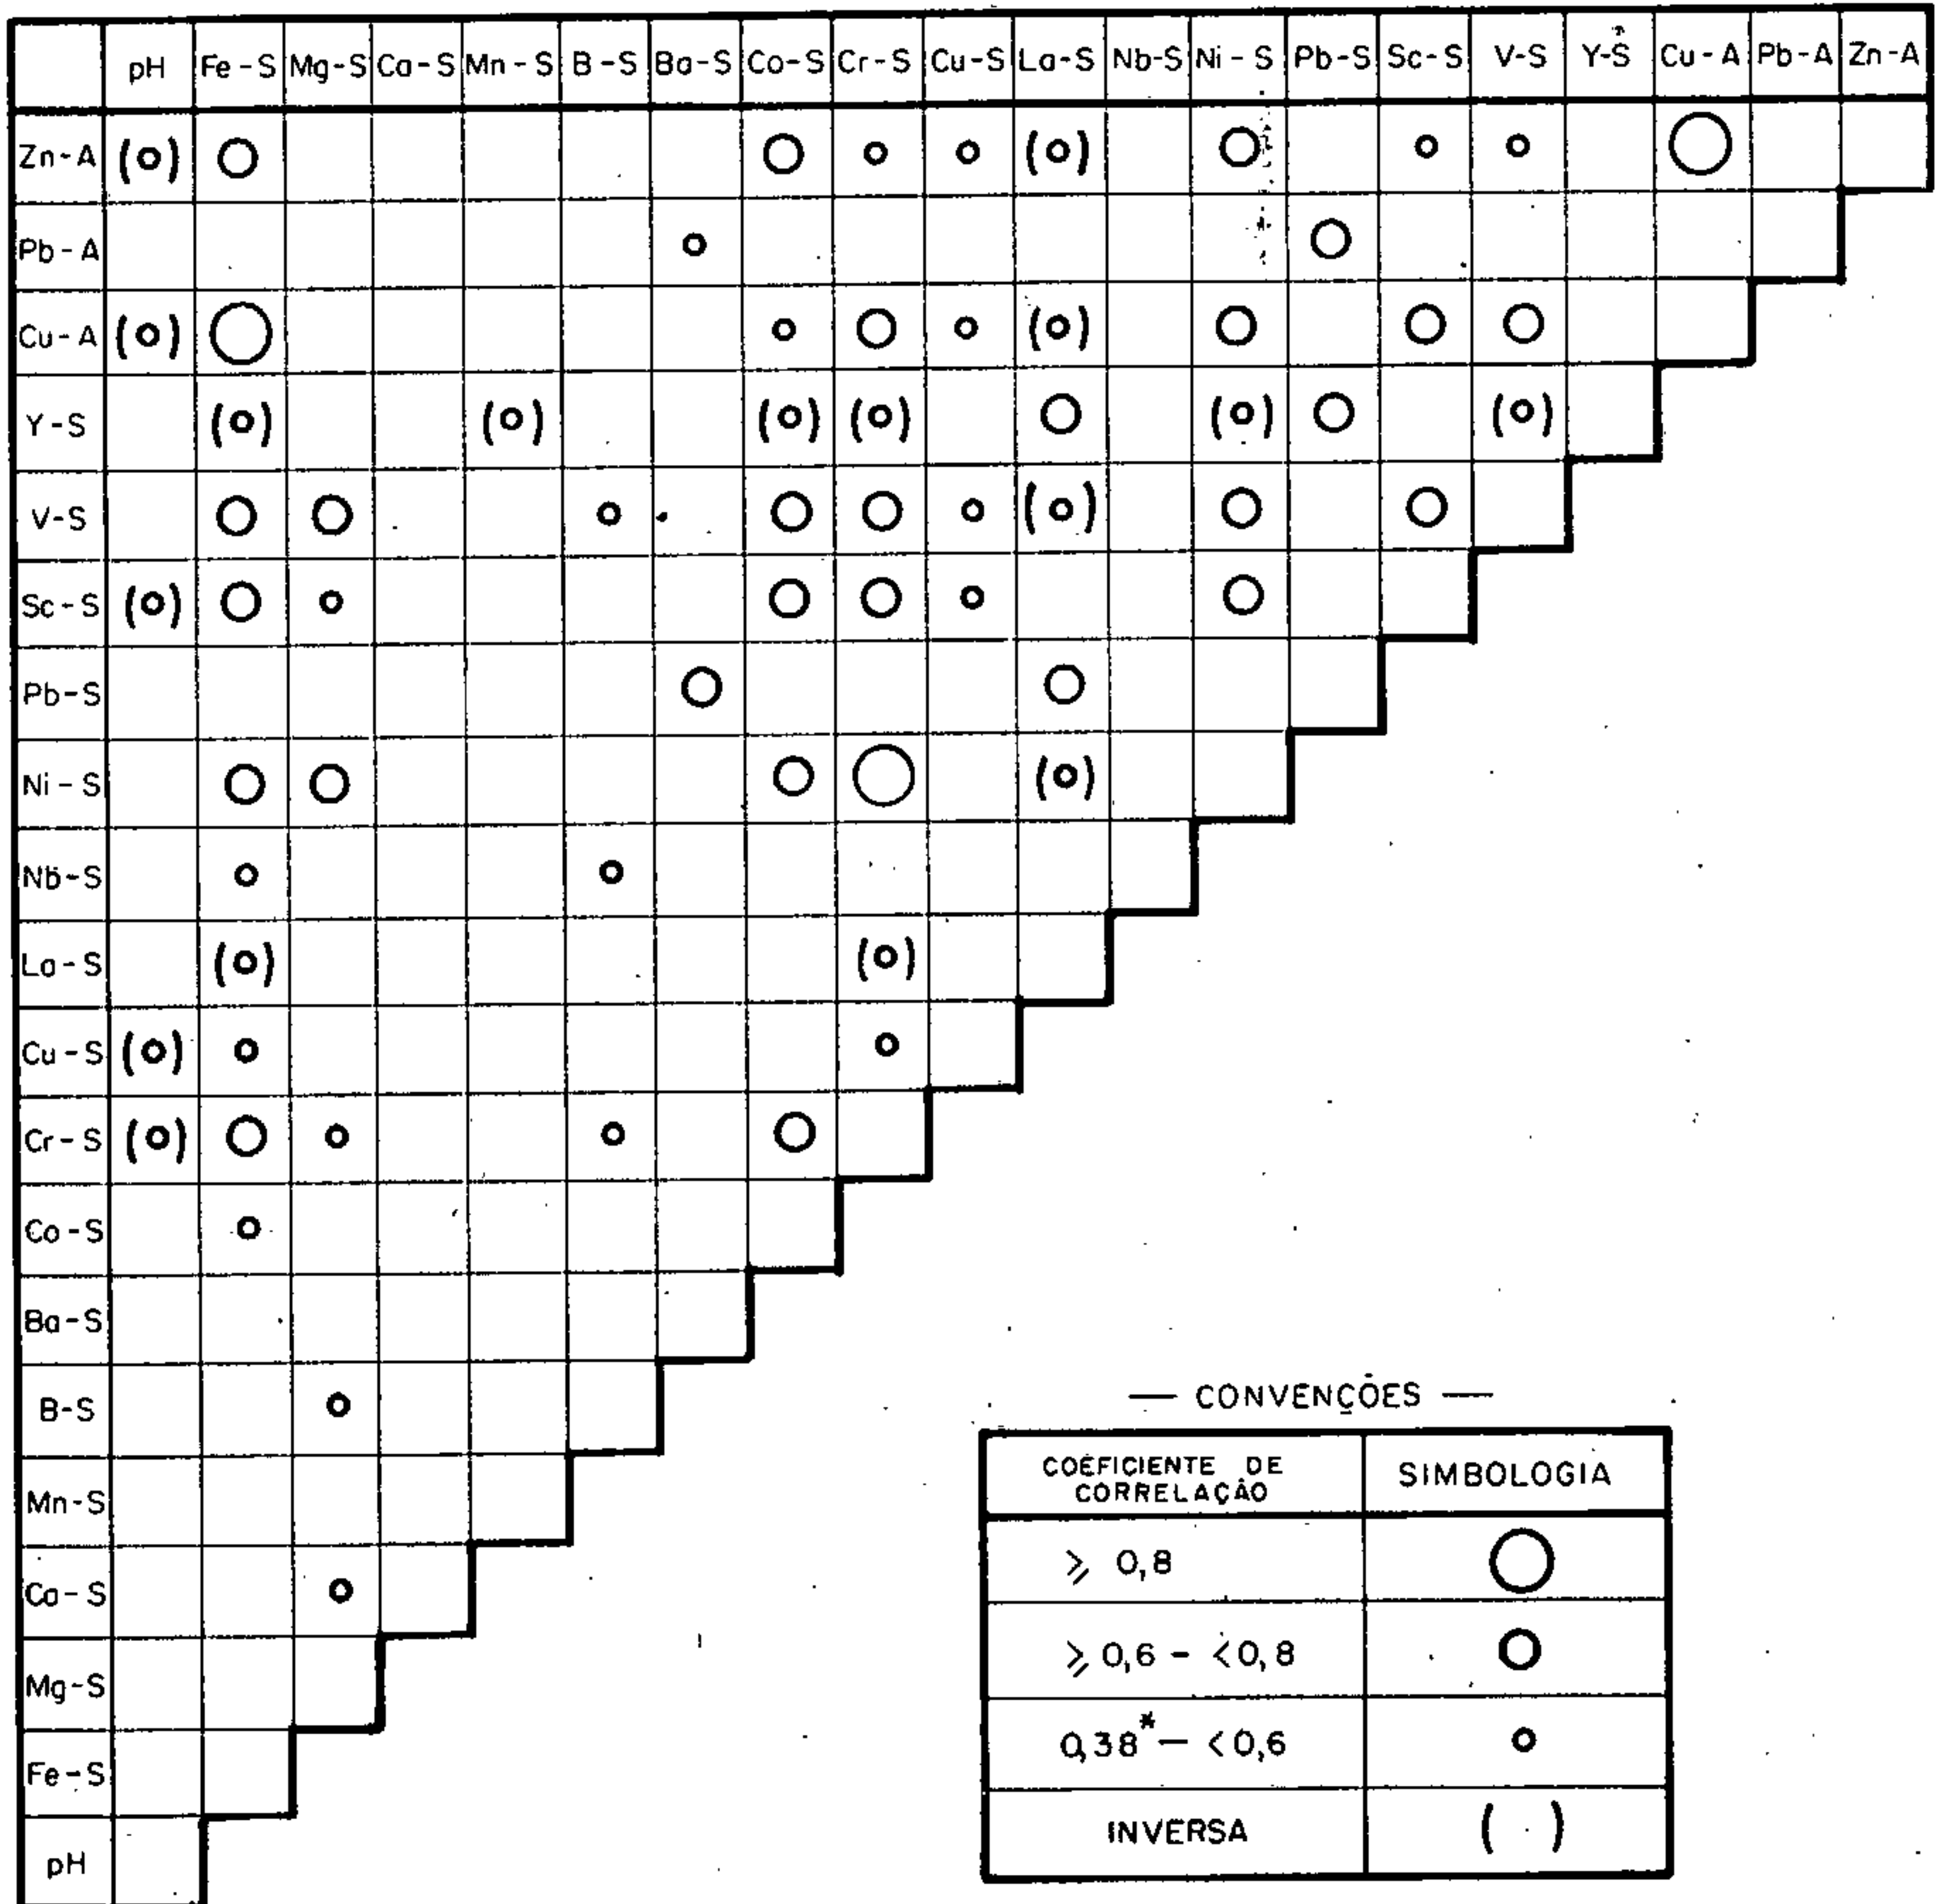 pH Fe-S Mg-S Ca-S Mn-S B-S Ba-S Co-S Cr-S Cu-S La-S Nb-S Ni-S Pb-S Sc-S V-S Y-S Cu-A Pb-A Zn-A
Zn-A
Pb-A
Cu-A
Y-S
V-S
Sc-S
Pb-S
Ni-S
Nb-S
La-S
Cu-S
Cr-S
Co-S
Ba-S
B-S
Mn-S
Ca-S
Mg-S
Fe-S
pH
— CONVENÇÕES —
COEFICIENTE DE CORRELAÇÃO
SIMBOLOGIA
⩾ 0,8
⩾ 0,6 - <0,8
0,38* - <0,6
INVERSA ( )